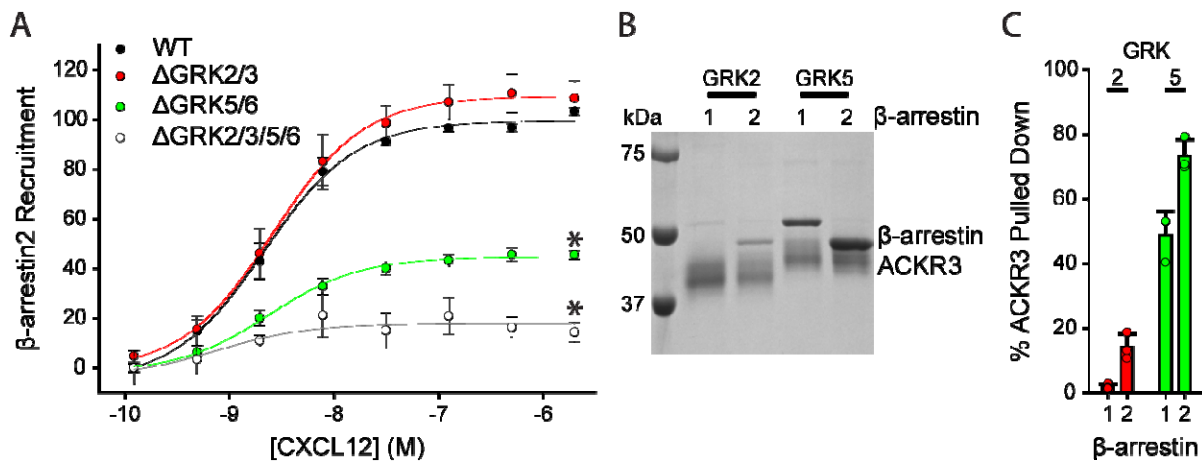 A
WT
ΔGRK2/3
ΔGRK5/6
ΔGRK2/3/5/6
β-arrestin2 Recruitment
120
100
80
60
40
20
0
*
*
-10 -9 -8 -7 -6
[CXCL12] (M)
B
GRK2 GRK5
kDa 1 2 1 2 β-arrestin
75
50
37
β-arrestin
ACKR3
C
GRK
2 5
% ACKR3 Pulled Down
100
80
60
40
20
0
1 2 1 2
β-arrestin